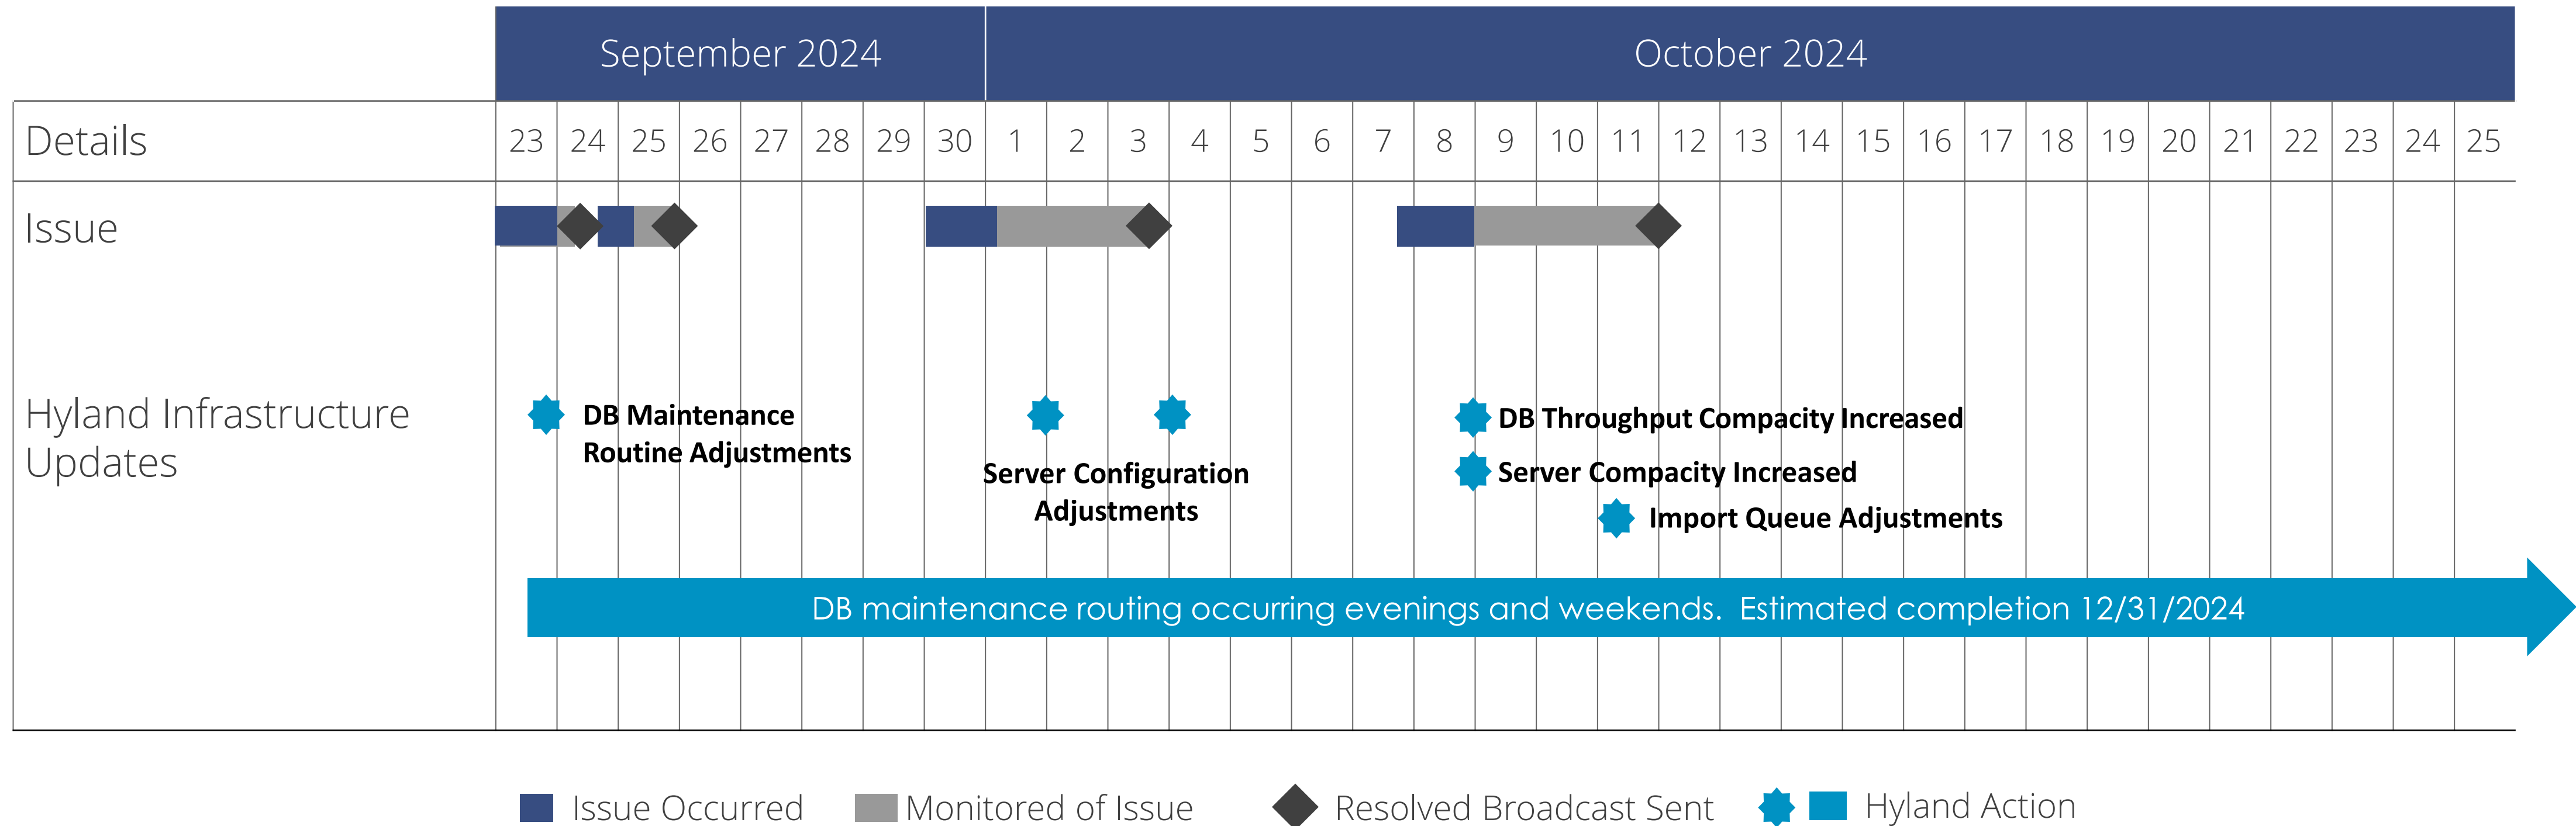 September 2024
October 2024
Details 23 24 25 26 27 28 29 30 1 2 3 4 5 6 7 8 9 10 11 12 13 14 15 16 17 18 19 20 21 22 23 24 25
Issue
Hyland Infrastructure
Updates
DB Maintenance
Routine Adjustments
Server Configuration
Adjustments
DB Throughput Compacity Increased
Server Compacity Increased
Import Queue Adjustments
DB maintenance routing occurring evenings and weekends. Estimated completion 12/31/2024
Issue Occurred
Monitored of Issue
Resolved Broadcast Sent
Hyland Action